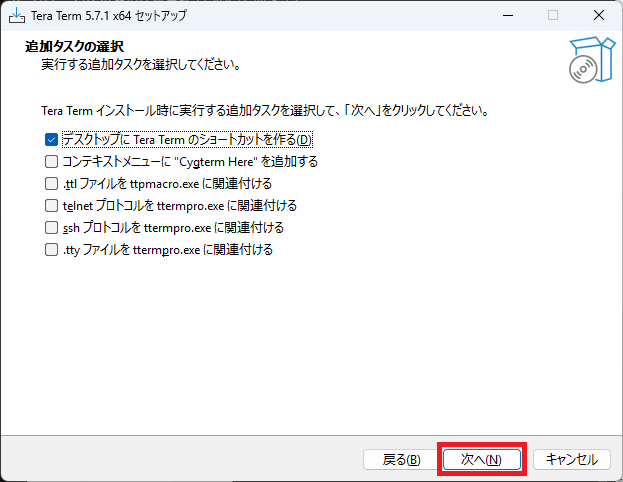 Tera Term 5.7.1 x64 セットアップ
追加タスクの選択
実行する追加タスクを選択してください。
Tera Term インストール時に実行する追加タスクを選択して、「次へ」をクリックしてください。
デスクトップに Tera Term のショートカットを作る(D)
コンテキストメニューに "Cygterm Here" を追加する
.ttl ファイルを ttpmacro.exe に関連付ける
telnet プロトコルを ttermpro.exe に関連付ける
ssh プロトコルを ttermpro.exe に関連付ける
.tty ファイルを ttermpro.exe に関連付ける
戻る(B) 次へ(N) キャンセル